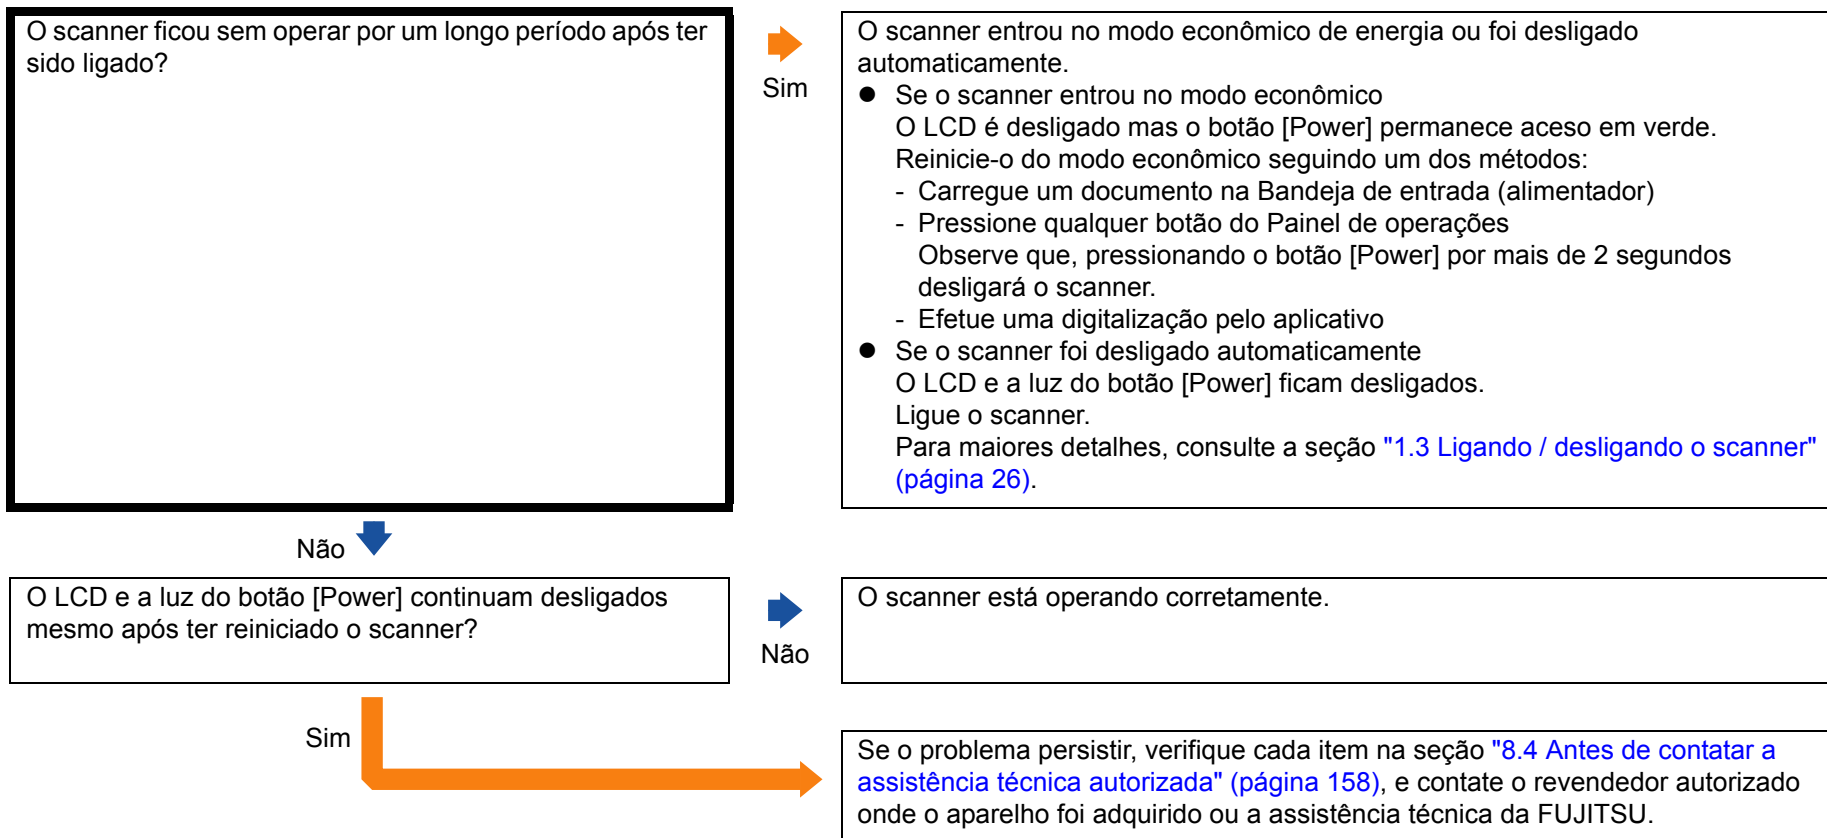 O scanner ficou sem operar por um longo período após ter
sido ligado?
Sim
O scanner entrou no modo econômico de energia ou foi desligado
automaticamente.
● Se o scanner entrou no modo econômico
O LCD é desligado mas o botão [Power] permanece aceso em verde.
Reinicie-o do modo econômico seguindo um dos métodos:
- Carregue um documento na Bandeja de entrada (alimentador)
- Pressione qualquer botão do Painel de operações
Observe que, pressionando o botão [Power] por mais de 2 segundos
desligará o scanner.
- Efetue uma digitalização pelo aplicativo
● Se o scanner foi desligado automaticamente
O LCD e a luz do botão [Power] ficam desligados.
Ligue o scanner.
Para maiores detalhes, consulte a seção "1.3 Ligando / desligando o scanner"
(página 26).
Não
O LCD e a luz do botão [Power] continuam desligados
mesmo após ter reiniciado o scanner?
Não
O scanner está operando corretamente.
Sim
Se o problema persistir, verifique cada item na seção "8.4 Antes de contatar a
assistência técnica autorizada" (página 158), e contate o revendedor autorizado
onde o aparelho foi adquirido ou a assistência técnica da FUJITSU.